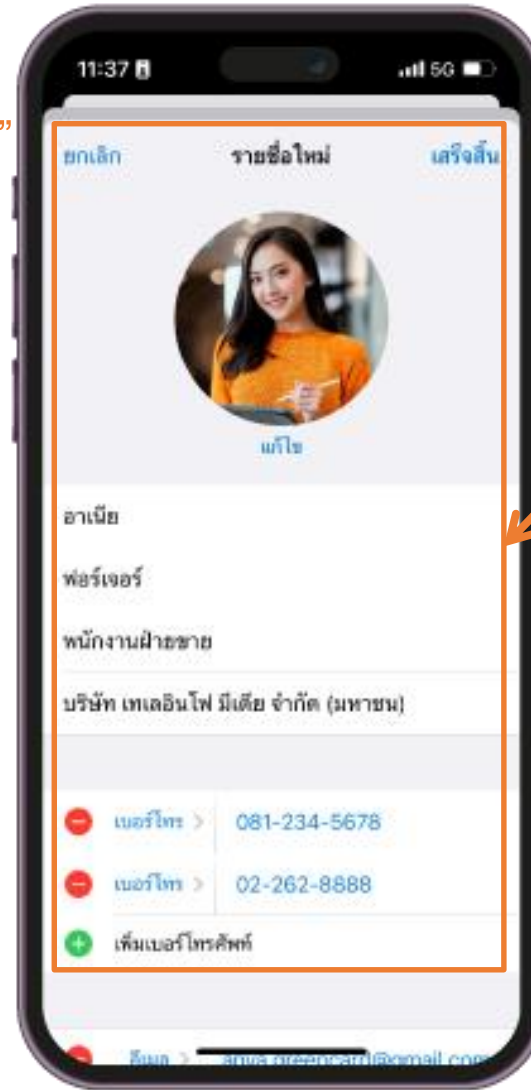 11:37
5G
”
ยกเลิก รายชื่อใหม่ เสร็จสิ้น
แก้ไข
อาเนีย
ฟอร์เจอร์
พนักงานฝ่ายขาย
บริษัท เทเลอินโฟ มีเดีย จำกัด (มหาชน)
เบอร์โทร > 081-234-5678
เบอร์โทร > 02-262-8888
เพิ่มเบอร์โทรศัพท์
อีเมล > anya.greencard@gmail.com